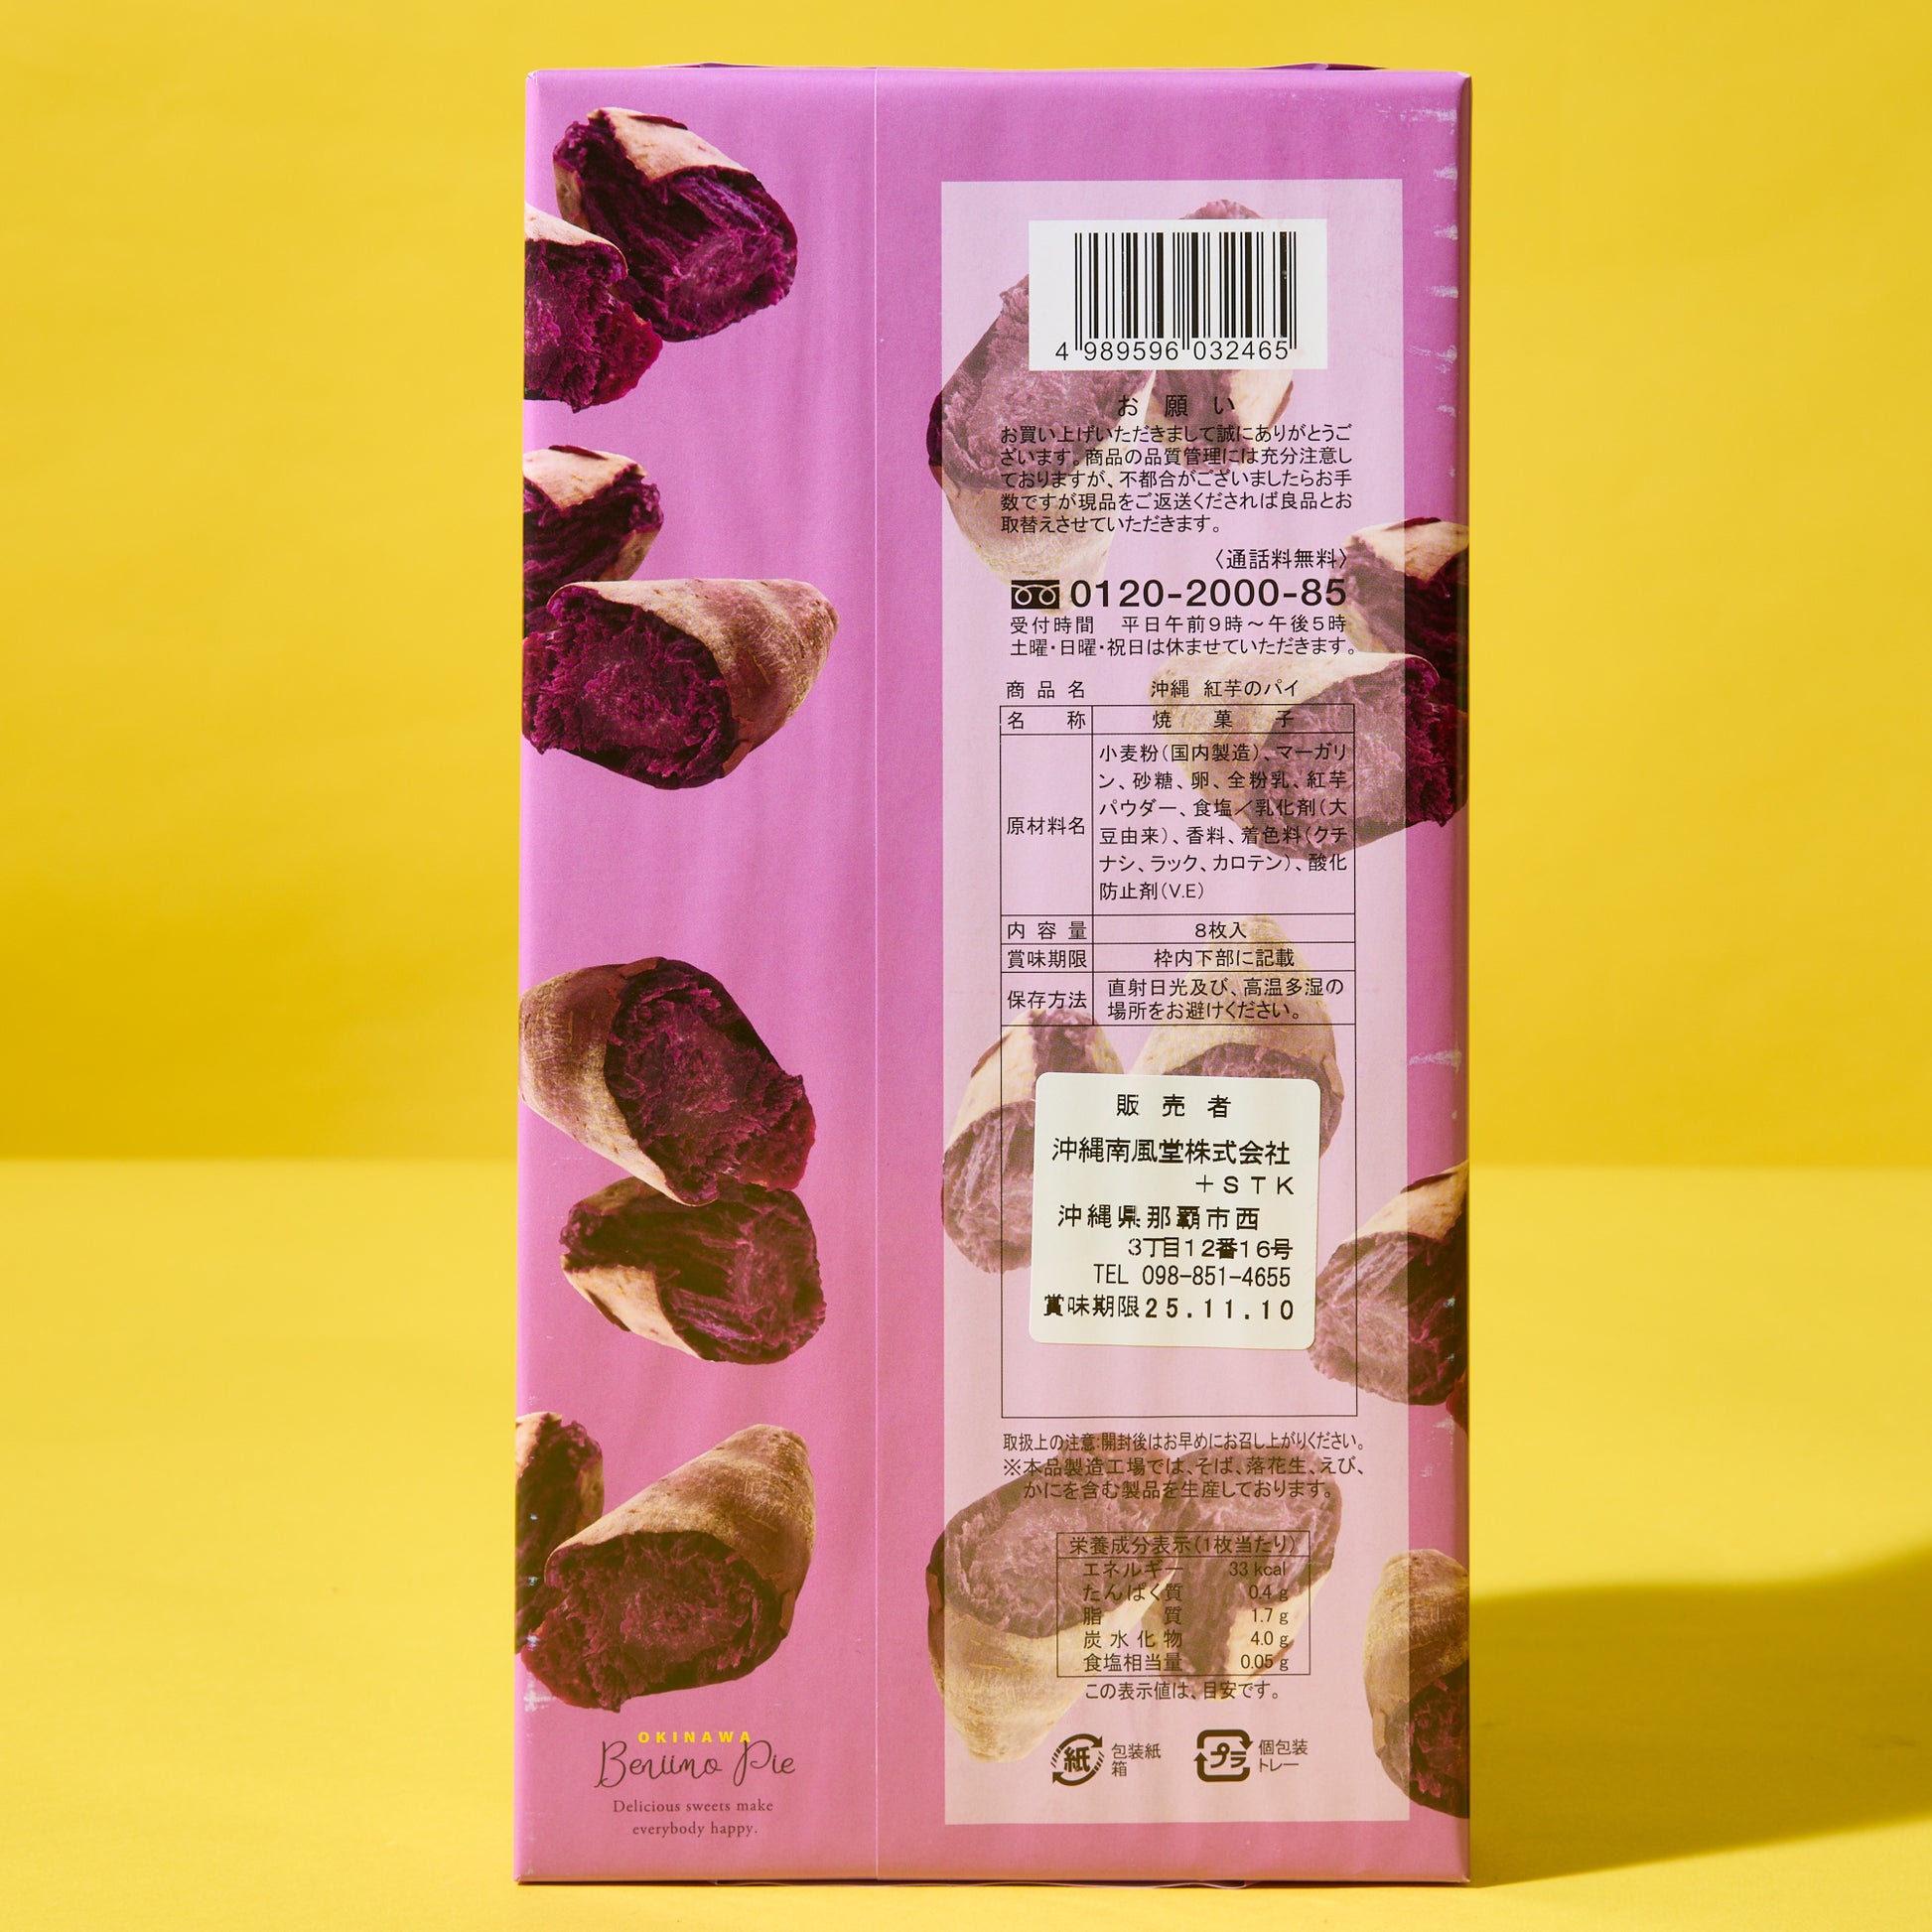 4 989596 032465
お願い
お買い上げいただきまして誠にありがとうご
ざいます。商品の品質管理には充分注意し
ておりますが、不都合がございましたらお手
数ですが現品をご返送くだされば良品とお
取替えさせていただきます。
〈通話料無料〉
0120-2000-85
受付時間 平日午前9時～午後5時
土曜・日曜・祝日は休ませていただきます。
商品名 沖縄 紅芋のパイ
名称 焼菓子
原材料名
小麦粉(国内製造)、マーガリ
ン、砂糖、卵、全粉乳、紅芋
パウダー、食塩／乳化剤(大
豆由来)、香料、着色料(クチ
ナシ、ラック、カロテン)、酸化
防止剤(V.E)
内容量 8枚入
賞味期限 枠内下部に記載
保存方法
直射日光及び、高温多湿の
場所をお避けください。
販売者
沖縄南風堂株式会社
+STK
沖縄県那覇市西
3丁目12番16号
TEL 098-851-4655
賞味期限25.11.10
取扱上の注意:開封後はお早めにお召し上がりください。
※本品製造工場では、そば、落花生、えび、
かにを含む製品を生産しております。
栄養成分表示(1枚当たり)
エネルギー 33 kcal
たんぱく質 0.4 g
脂質 1.7 g
炭水化物 4.0 g
食塩相当量 0.05 g
この表示値は、目安です。
紙 包装紙
箱
プラ 個包装
トレー
OKINAWA
Beniimo Pie
Delicious sweets make
everybody happy.